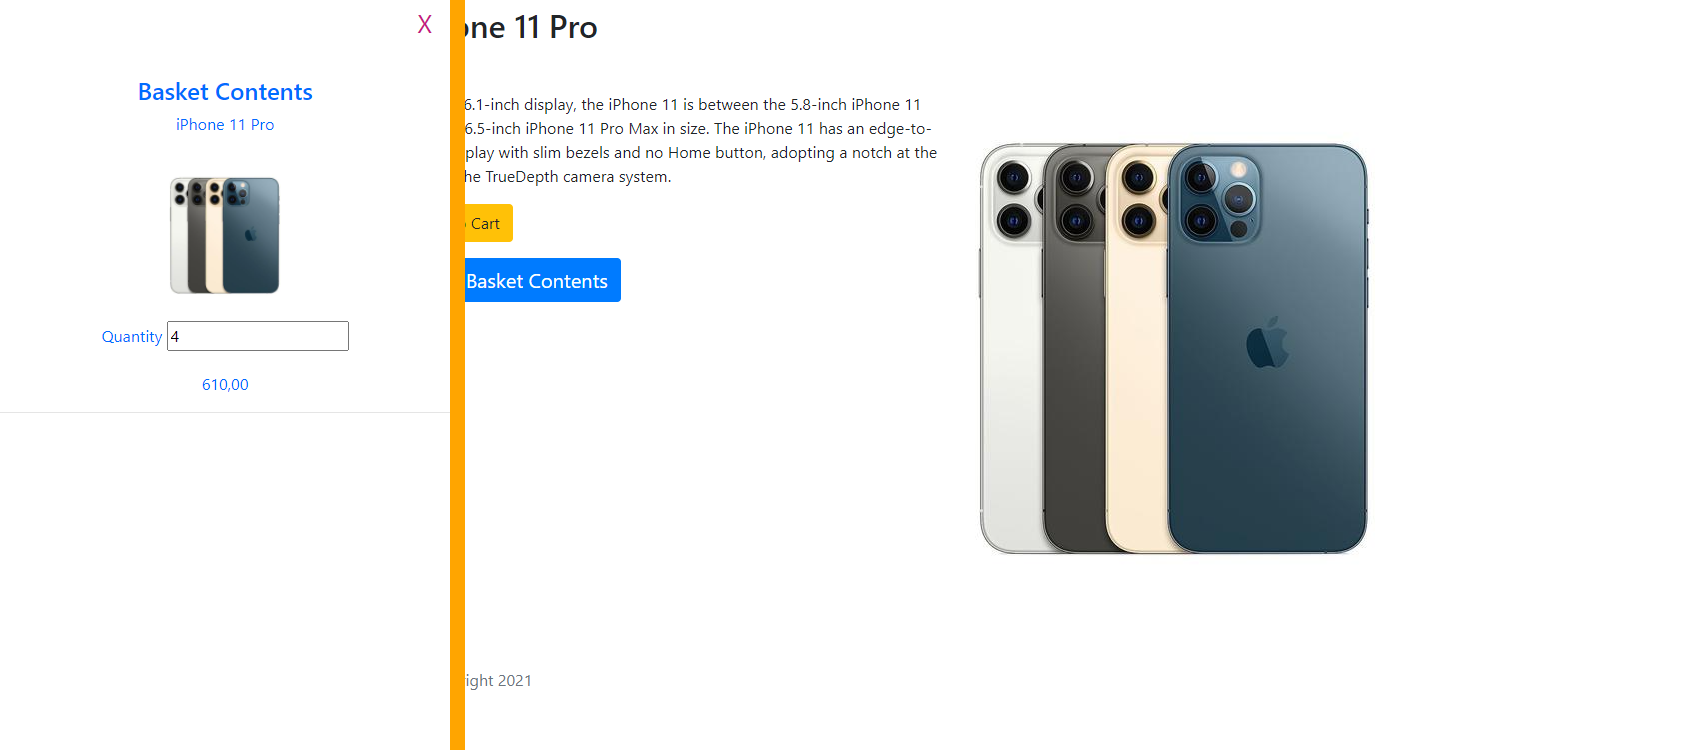 X
Basket Contents
iPhone 11 Pro
Quantity 4
610,00
one 11 Pro
6.1-inch display, the iPhone 11 is between the 5.8-inch iPhone 11
6.5-inch iPhone 11 Pro Max in size. The iPhone 11 has an edge-to-
play with slim bezels and no Home button, adopting a notch at the
he TrueDepth camera system.
Cart
Basket Contents
ight 2021